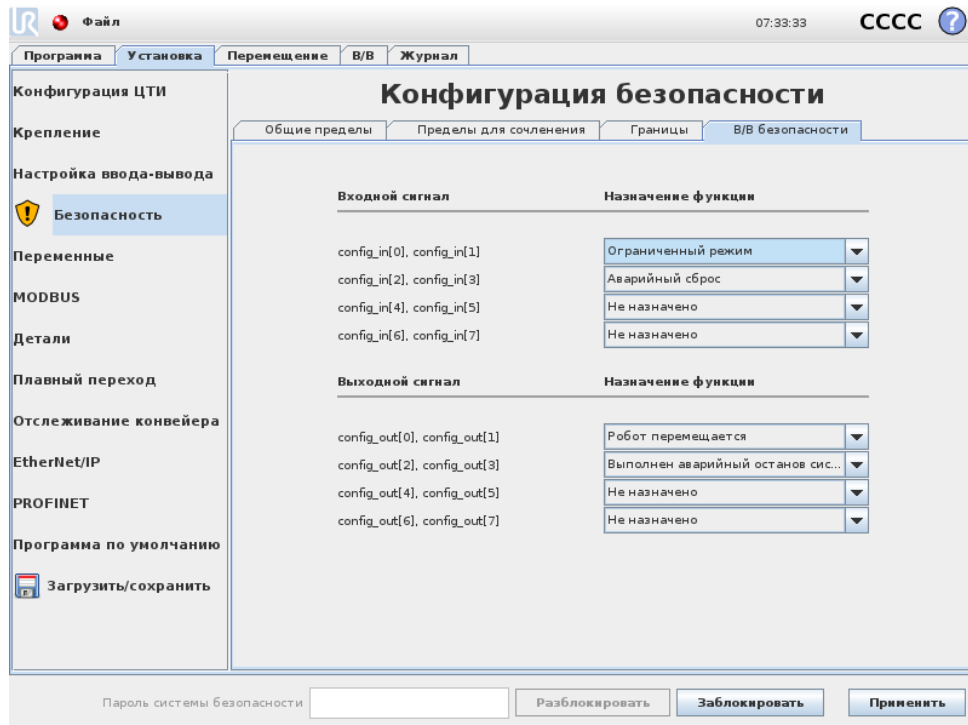 UR Файл 07:33:33 CCCC ?
Программа Установка Перемещение В/В Журнал
Конфигурация ЦТИ
Крепление
Настройка ввода-вывода
Безопасность
Переменные
MODBUS
Детали
Плавный переход
Отслеживание конвейера
EtherNet/IP
PROFINET
Программа по умолчанию
Загрузить/сохранить
Конфигурация безопасности
Общие пределы Пределы для сочленения Границы В/В безопасности
Входной сигнал Назначение функции
config_in[0], config_in[1] Ограниченный режим
config_in[2], config_in[3] Аварийный сброс
config_in[4], config_in[5] Не назначено
config_in[6], config_in[7] Не назначено
Выходной сигнал Назначение функции
config_out[0], config_out[1] Робот перемещается
config_out[2], config_out[3] Выполнен аварийный останов сис...
config_out[4], config_out[5] Не назначено
config_out[6], config_out[7] Не назначено
Пароль системы безопасности Разблокировать Заблокировать Применить